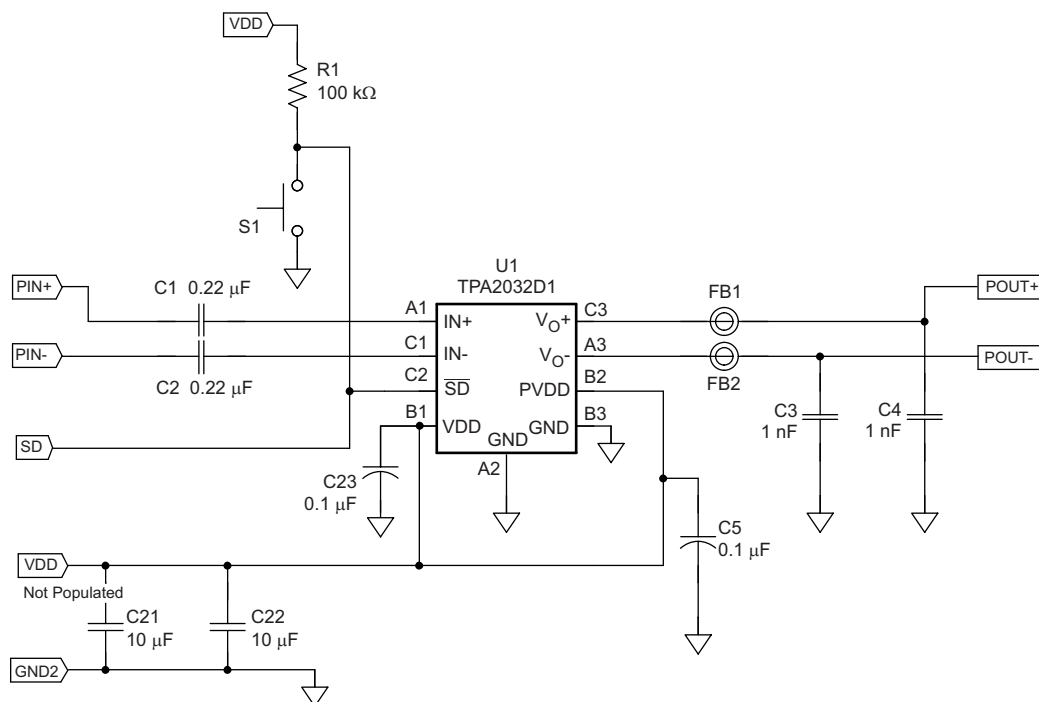 VDD
R1
100 kΩ
S1
U1
TPA2032D1
PIN+
C1 0.22 μF
A1
IN+
VO+
C3
FB1
POUT+
PIN-
C1
IN-
VO-
A3
FB2
POUT-
C2 0.22 μF
C2
SD
PVDD
B2
C3
1 nF
C4
1 nF
SD
B1
VDD
GND
B3
GND
A2
C23
0.1 μF
C5
0.1 μF
VDD
Not Populated
C21
10 μF
C22
10 μF
GND2